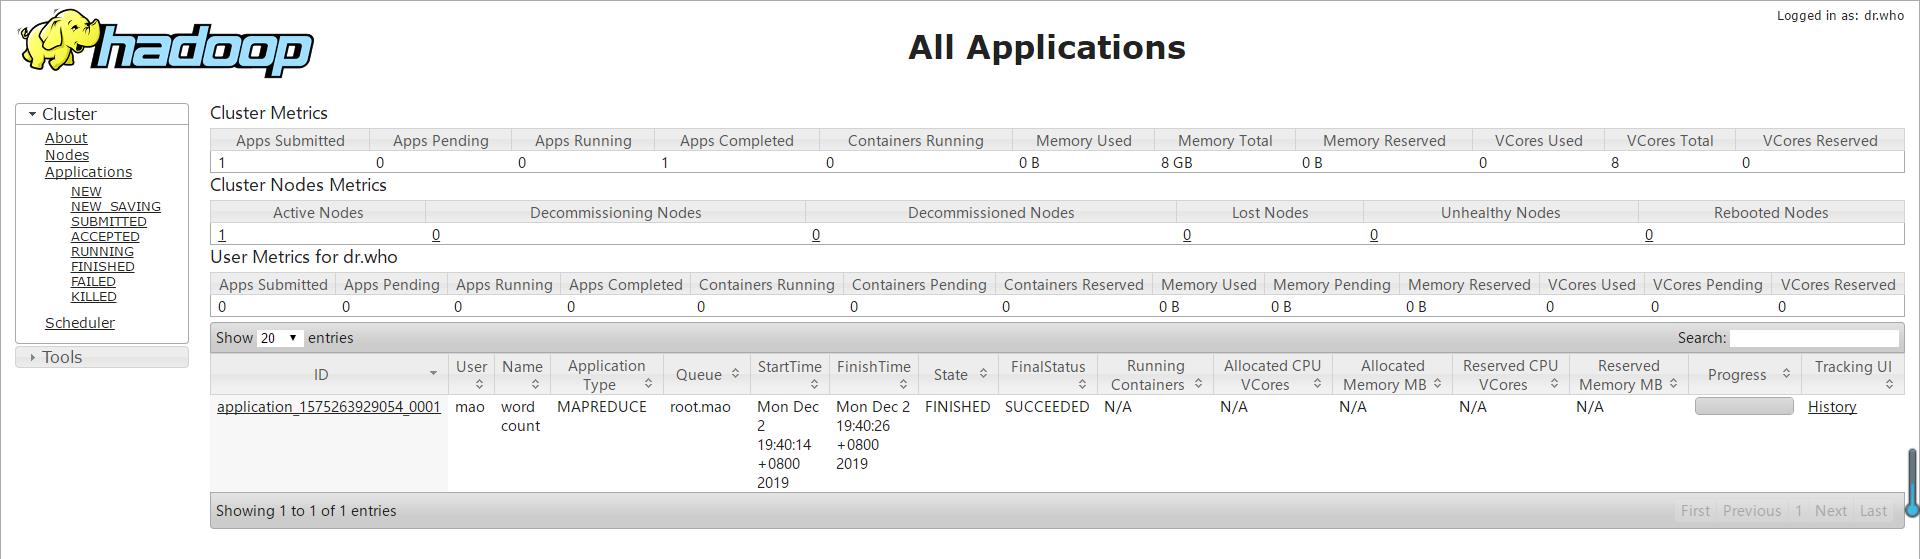 Logged in as: dr.who
hadoop
All Applications
Cluster
About
Nodes
Applications
NEW
NEW_SAVING
SUBMITTED
ACCEPTED
RUNNING
FINISHED
FAILED
KILLED
Scheduler
Tools
Cluster Metrics
Apps Submitted Apps Pending Apps Running Apps Completed Containers Running Memory Used Memory Total Memory Reserved VCores Used VCores Total VCores Reserved
1 0 0 1 0 0 B 8 GB 0 B 0 8 0
Cluster Nodes Metrics
Active Nodes Decommissioning Nodes Decommissioned Nodes Lost Nodes Unhealthy Nodes Rebooted Nodes
1 0 0 0 0 0
User Metrics for dr.who
Apps Submitted Apps Pending Apps Running Apps Completed Containers Running Containers Pending Containers Reserved Memory Used Memory Pending Memory Reserved VCores Used VCores Pending VCores Reserved
0 0 0 0 0 0 0 0 B 0 B 0 B 0 0 0
Show 20 entries Search:
ID User Name Application Type Queue StartTime FinishTime State FinalStatus Running Containers Allocated CPU VCores Allocated Memory MB Reserved CPU VCores Reserved Memory MB Progress Tracking UI
application_1575263929054_0001 mao word count MAPREDUCE root.mao Mon Dec 2 19:40:14 +0800 2019 Mon Dec 2 19:40:26 +0800 2019 FINISHED SUCCEEDED N/A N/A N/A N/A N/A History
Showing 1 to 1 of 1 entries First Previous 1 Next Last